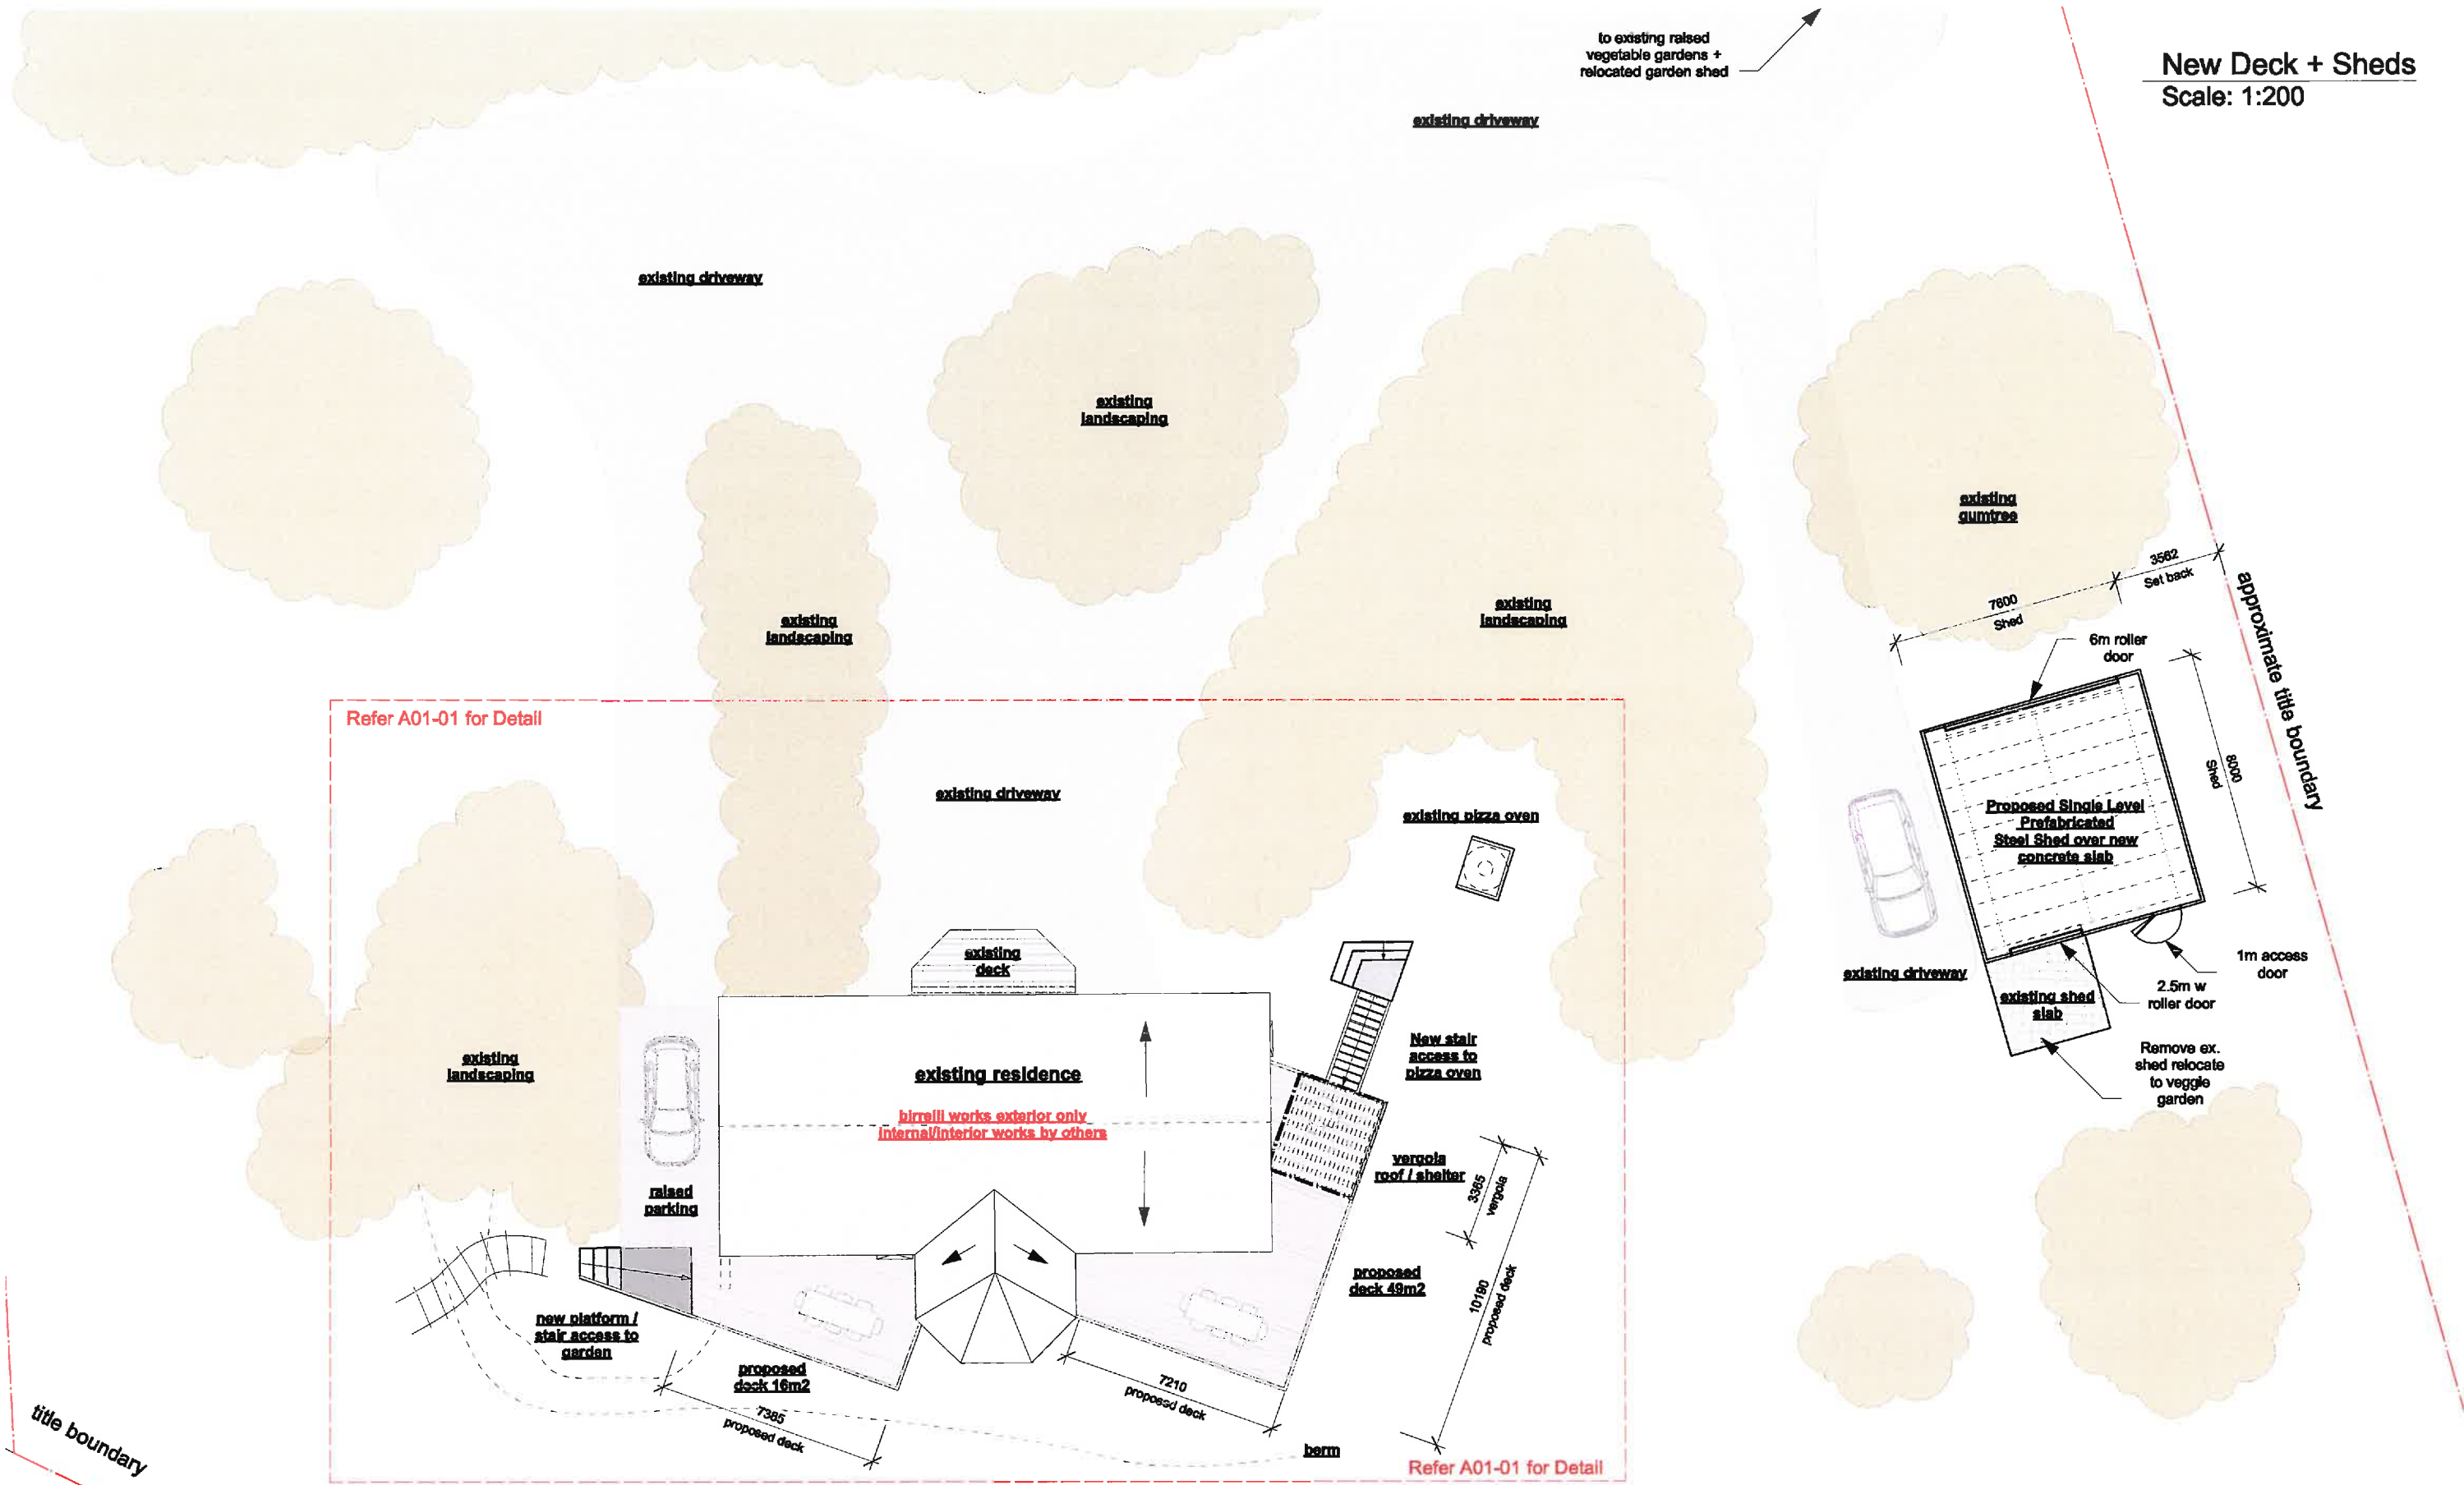 to existing raised
vegetable gardens +
relocated garden shed
New Deck + Sheds
Scale: 1:200
existing driveway
existing driveway
existing
landscaping
existing
gumtree
3562
Set back
7600
Shed
existing
landscaping
existing
landscaping
approximate title boundary
6m roller
door
Refer A01-01 for Detail
8000
Shed
existing driveway
existing pizza oven
Proposed Single Level
Prefabricated
Steel Shed over new
concrete slab
existing
deck
existing driveway
1m access
door
2.5m w
roller door
existing shed
slab
Remove ex.
shed relocate
to veggie
garden
existing
landscaping
existing residence
birrelli works exterior only
internal/interior works by others
New stair
access to
pizza oven
vergola
roof / shelter
3365
vergola
raised
parking
proposed
deck 49m2
10190
proposed deck
new platform /
stair access to
garden
proposed
deck 16m2
7385
proposed deck
7210
proposed deck
berm
title boundary
Refer A01-01 for Detail